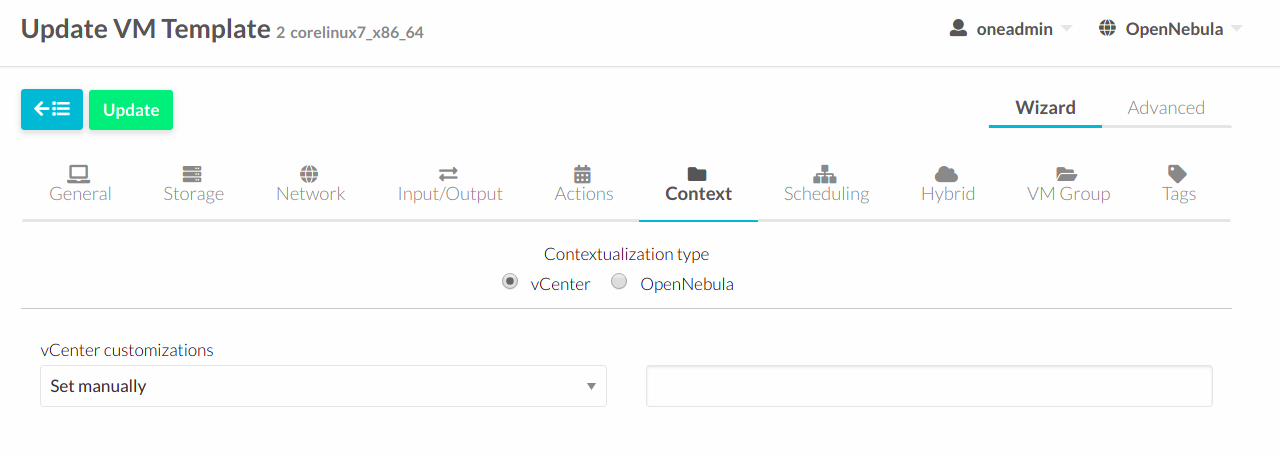 Update VM Template 2 corelinux7_x86_64
oneadmin OpenNebula
Update
Wizard Advanced
General Storage Network Input/Output Actions Context Scheduling Hybrid VM Group Tags
Contextualization type
vCenter OpenNebula
vCenter customizations
Set manually